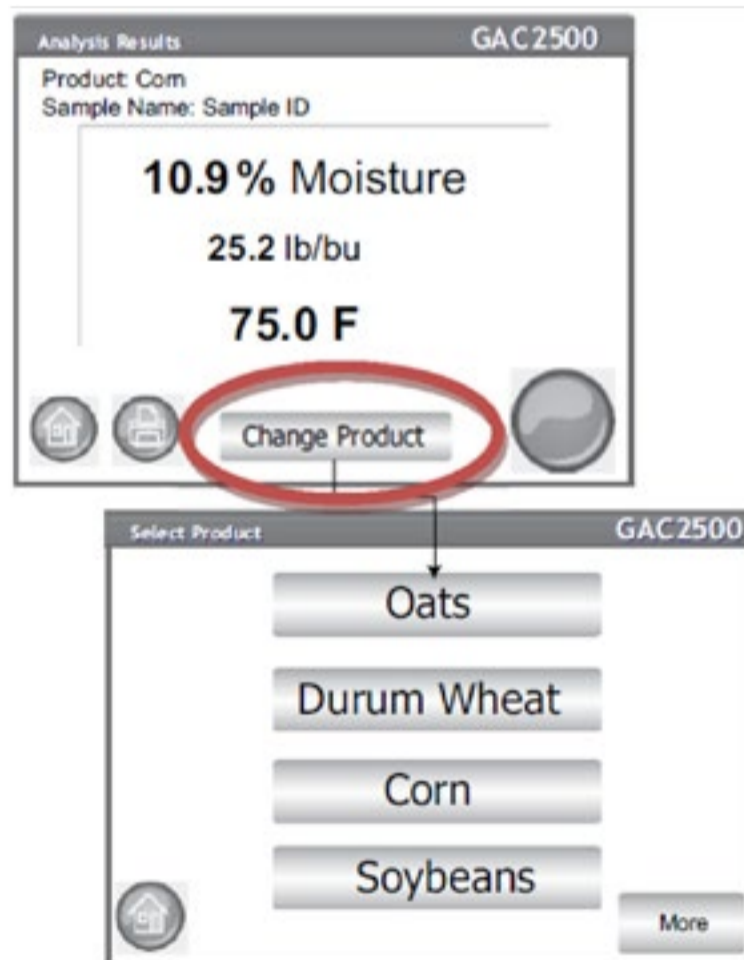 Analysis Results GAC2500
Product: Corn
Sample Name: Sample ID
10.9% Moisture
25.2 lb/bu
75.0 F
Change Product
Select Product GAC2500
Oats
Durum Wheat
Corn
Soybeans
More